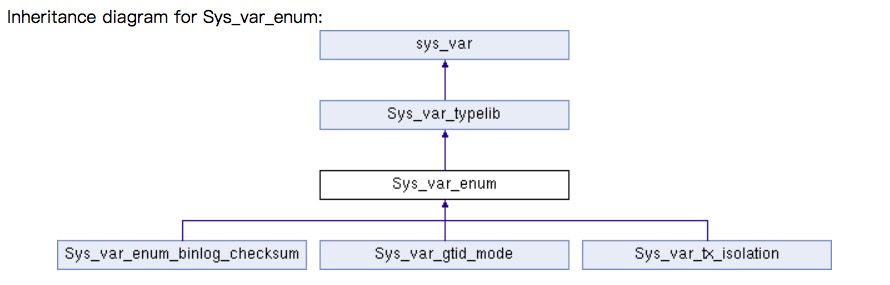 Inheritance diagram for Sys_var_enum:
sys_var
Sys_var_typelib
Sys_var_enum
Sys_var_enum_binlog_checksum
Sys_var_gtid_mode
Sys_var_tx_isolation